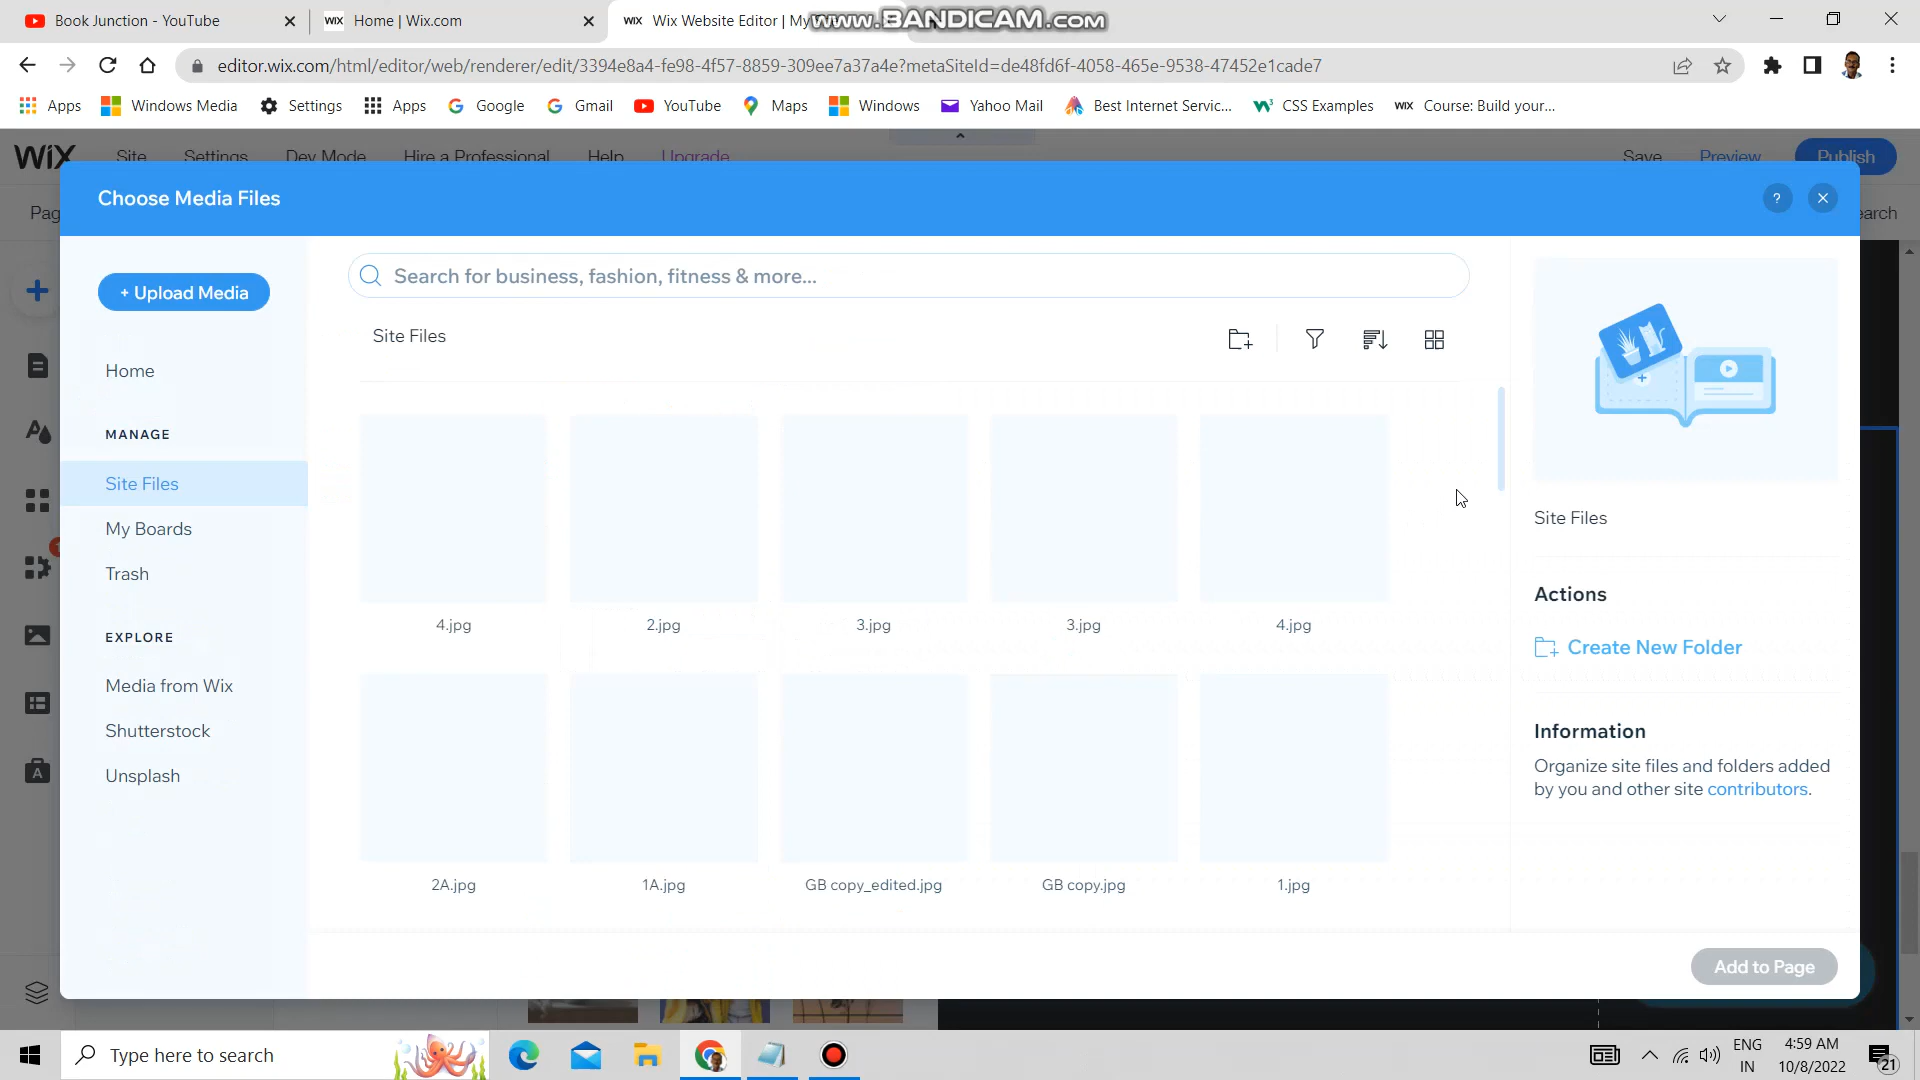 Book Junction - YouTube
WiX Home | Wix.com
WiX Wix Website Editor | My
www.BANDICAM.com
editor.wix.com/html/editor/web/renderer/edit/3394e8a4-fe98-4f57-8859-309ee7a37a4e?metaSiteId=de48fd6f-4058-465e-9538-47452e1cade7
Apps Windows Media Settings Apps Google Gmail YouTube Maps Windows Yahoo Mail Best Internet Servic... CSS Examples WiX Course: Build your...
WiX Site Settings Dev Mode Hire a Professional Help Upgrade Save Preview Publish
Pag
earch
Choose Media Files
?
+ Upload Media
Search for business, fashion, fitness & more...
Site Files
Home
MANAGE
Site Files
My Boards
Trash
EXPLORE
Media from Wix
Shutterstock
Unsplash
4.jpg 2.jpg 3.jpg 3.jpg 4.jpg
2A.jpg 1A.jpg GB copy_edited.jpg GB copy.jpg 1.jpg
Site Files
Actions
Create New Folder
Information
Organize site files and folders added
by you and other site contributors.
Add to Page
Type here to search
ENG
IN
4:59 AM
10/8/2022
21